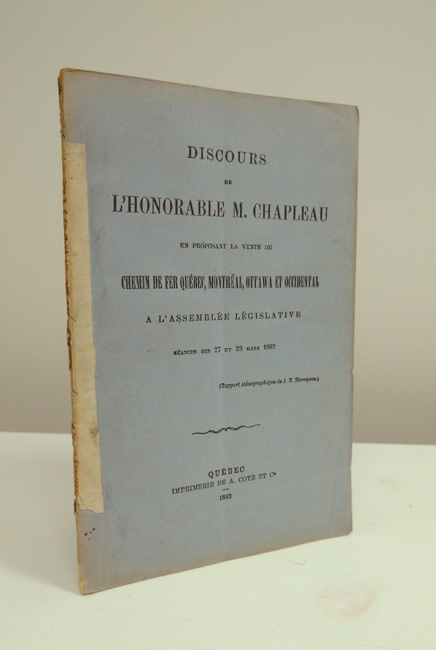 DISCOURS
DE
L'HONORABLE M. CHAPLEAU
EN PROPOSANT LA VENTE DU
CHEMIN DE FER QUÉBEC, MONTRÉAL, OTTAWA ET OCCIDENTAL
A L'ASSEMBLÉE LÉGISLATIVE
SÉANCES DES 27 ET 28 MARS 1882
(Rapport sténographique de J. T. Thompson.)
QUÉBEC
IMPRIMERIE DE A. COTÉ ET Cie
1882